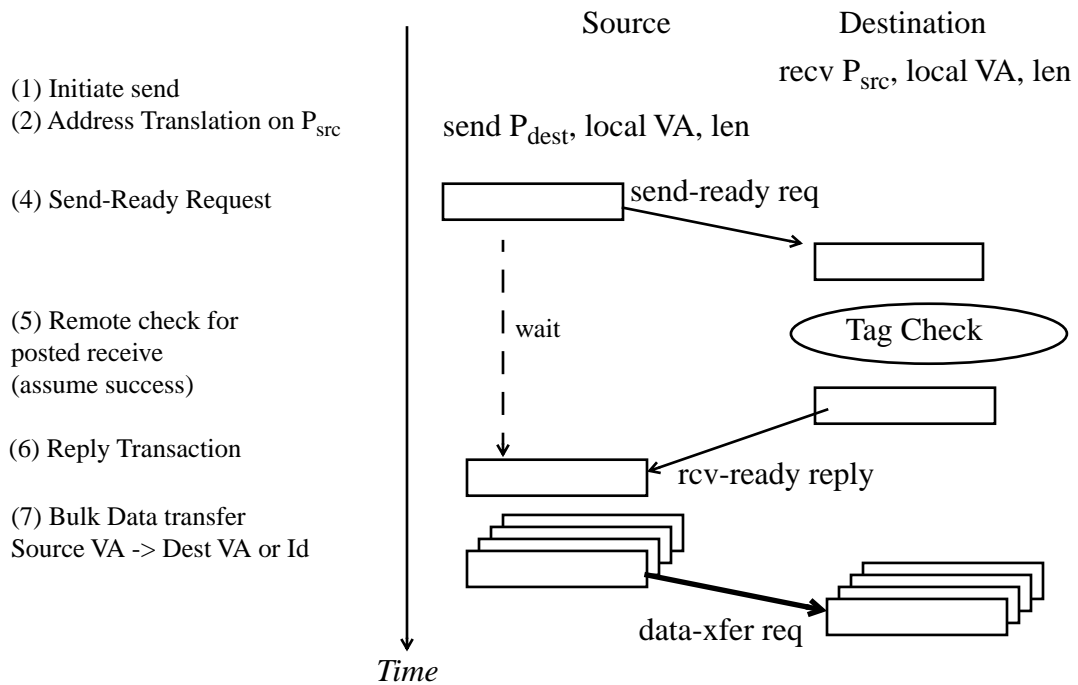 Source
Destination
recv P_src, local VA, len
(1) Initiate send
(2) Address Translation on P_src
send P_dest, local VA, len
(4) Send-Ready Request
send-ready req
(5) Remote check for
posted receive
(assume success)
wait
Tag Check
(6) Reply Transaction
rcv-ready reply
(7) Bulk Data transfer
Source VA -> Dest VA or Id
data-xfer req
Time